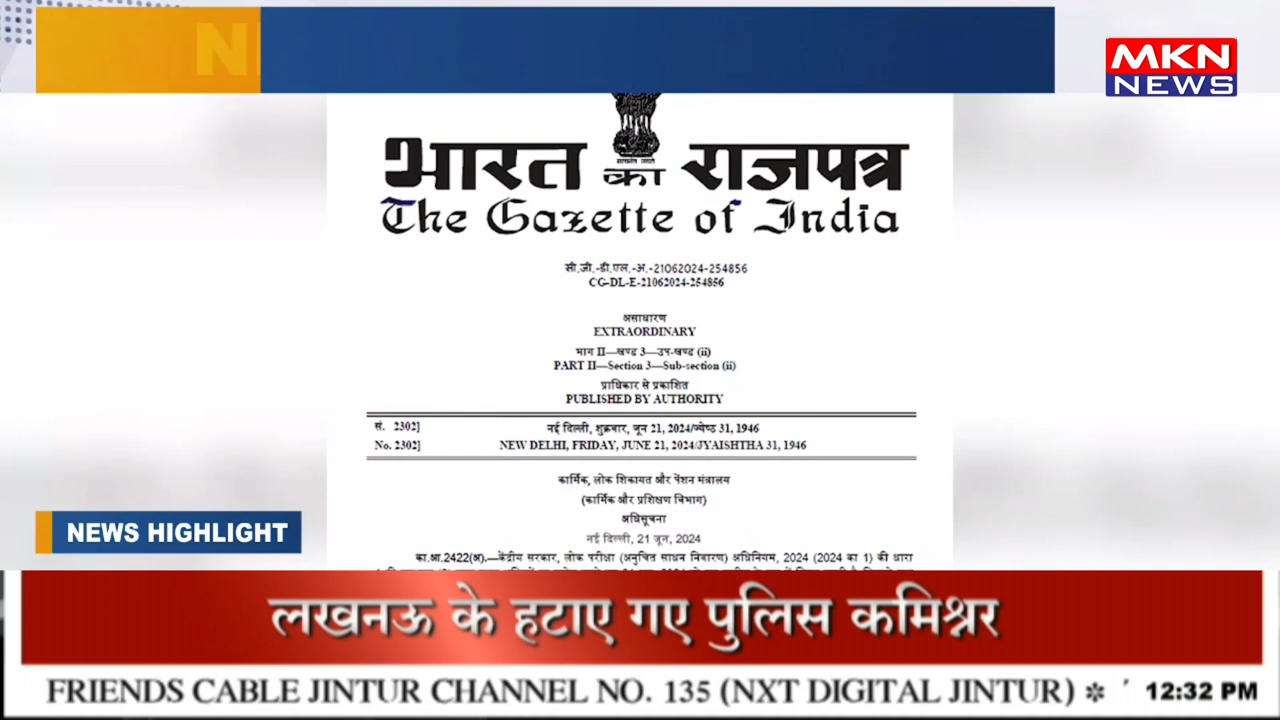 MKN
NEWS
भारत का राजपत्र
The Gazette of India
सी.जी.-डी.एल.-अ.-21062024-254856
CG-DL-E-21062024-254856
असाधारण
EXTRAORDINARY
भाग II—खण्ड 3—उप-खण्ड (ii)
PART II—Section 3—Sub-section (ii)
प्राधिकार से प्रकाशित
PUBLISHED BY AUTHORITY
सं. 2302] नई दिल्ली, शुक्रवार, जून 21, 2024/ज्येष्ठ 31, 1946
No. 2302] NEW DELHI, FRIDAY, JUNE 21, 2024/JYAISHTHA 31, 1946
कार्मिक, लोक शिकायत और पेंशन मंत्रालय
(कार्मिक और प्रशिक्षण विभाग)
अधिसूचना
नई दिल्ली, 21 जून, 2024
का.आ.2422(अ).—केंद्रीय सरकार, लोक परीक्षा (अनुचित साधन निवारण) अधिनियम, 2024 (2024 का 1) की धारा
NEWS HIGHLIGHT
लखनऊ के हटाए गए पुलिस कमिश्नर
FRIENDS CABLE JINTUR CHANNEL NO. 135 (NXT DIGITAL JINTUR) ✻ 12:32 PM